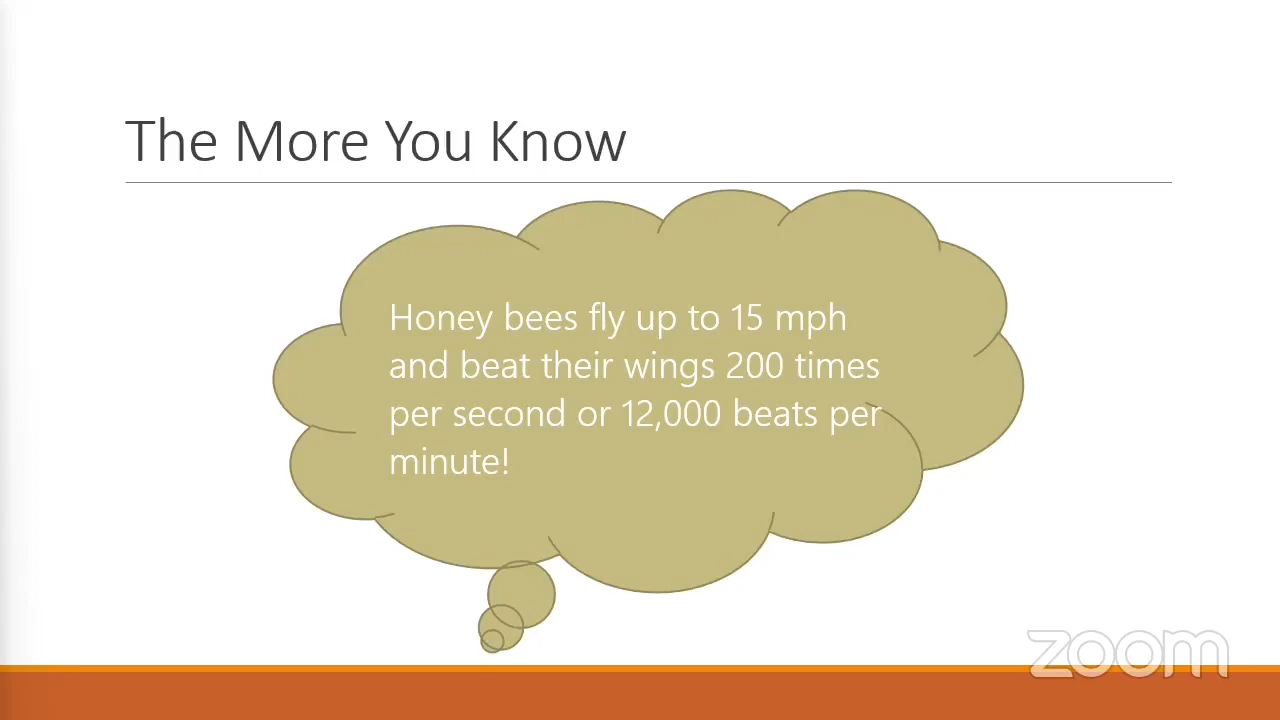 The More You Know
Honey bees fly up to 15 mph
and beat their wings 200 times
per second or 12,000 beats per
minute!
zoom